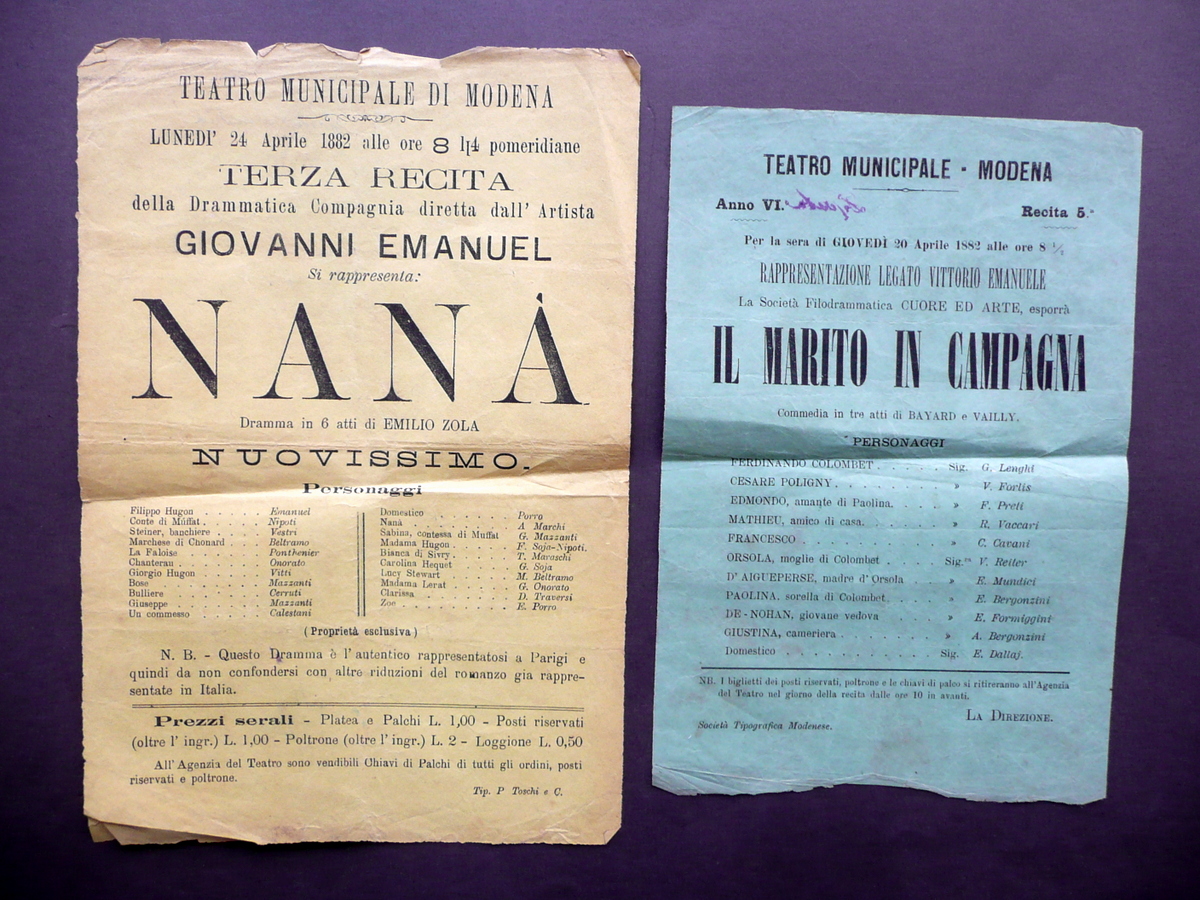 TEATRO MUNICIPALE DI MODENA
LUNEDI' 24 Aprile 1882 alle ore 8 1|4 pomeridiane
TERZA RECITA
della Drammatica Compagnia diretta dall' Artista
GIOVANNI EMANUEL
Si rappresenta:
NANÀ
Dramma in 6 atti di EMILIO ZOLA
NUOVISSIMO.
Personaggi
Filippo Hugon . . . . . Emanuel
Conte di Muffat . . . . . Nipoti
Steiner, banchiere . . . . Vestri
Marchese di Chonard . . . Beltramo
La Faloise . . . . . Ponthenier
Chanterau . . . . . Onorato
Giorgio Hugon . . . . . Vitti
Bose . . . . . Mazzanti
Bulliere . . . . . Cerruti
Giuseppe . . . . . Mazzanti
Un commesso . . . . . Calestani
Domestico . . . . . Porro
Nanà . . . . . A Marchi
Sabina, contessa di Muffat G. Mazzanti
Madama Hugon . . . . F. Soja-Nipoti.
Bianca di Sivry . . . . T. Maraschi
Carolina Hequet . . . . G. Soja
Lucy Stewart . . . . M. Beltramo
Madama Lerat . . . . G. Onorato
Clarissa . . . . . D. Traversi
Zoe . . . . . E. Porro
(Proprietà esclusiva)
N. B. - Questo Dramma è l' autentico rappresentatosi a Parigi e
quindi da non confondersi con altre riduzioni del romanzo gia rappre-
sentate in Italia.
Prezzi serali - Platea e Palchi L. 1,00 - Posti riservati
(oltre l' ingr.) L. 1,00 - Poltrone (oltre l' ingr.) L. 2 - Loggione L. 0,50
All' Agenzia del Teatro sono vendibili Chiavi di Palchi di tutti gli ordini, posti
riservati e poltrone.
Tip. P Toschi e C.
TEATRO MUNICIPALE - MODENA
Anno VI.° Recita 5.ª
Per la sera di GIOVEDÌ 20 Aprile 1882 alle ore 8 ½
RAPPRESENTAZIONE LEGATO VITTORIO EMANUELE
La Società Filodrammatica CUORE ED ARTE, esporrà
IL MARITO IN CAMPAGNA
Commedia in tre atti di BAYARD e VAILLY.
PERSONAGGI
FERDINANDO COLOMBET . . . . . Sig. G. Lenghi
CESARE POLIGNY . . . . . » V. Fortis
EDMONDO, amante di Paolina . . . . » F. Preti
MATHIEU, amico di casa . . . . . » R. Vaccari
FRANCESCO . . . . . » C. Cavani
ORSOLA, moglie di Colombet . . . . Sig.ra V. Reiter
D' AIGUEPERSE, madre d' Orsola . . . » E. Mundici
PAOLINA, sorella di Colombet . . . . » E. Bergonzini
DE - NOHAN, giovane vedova . . . . » E. Formiggini
GIUSTINA, cameriera . . . . . » A. Bergonzini
Domestico . . . . . Sig. E. Dallaj.
NB. I biglietti dei posti riservati, poltrone e le chiavi di palco si ritireranno all'Agenzia
del Teatro nel giorno della recita dalle ore 10 in avanti.
LA DIREZIONE.
Società Tipografica Modenese.